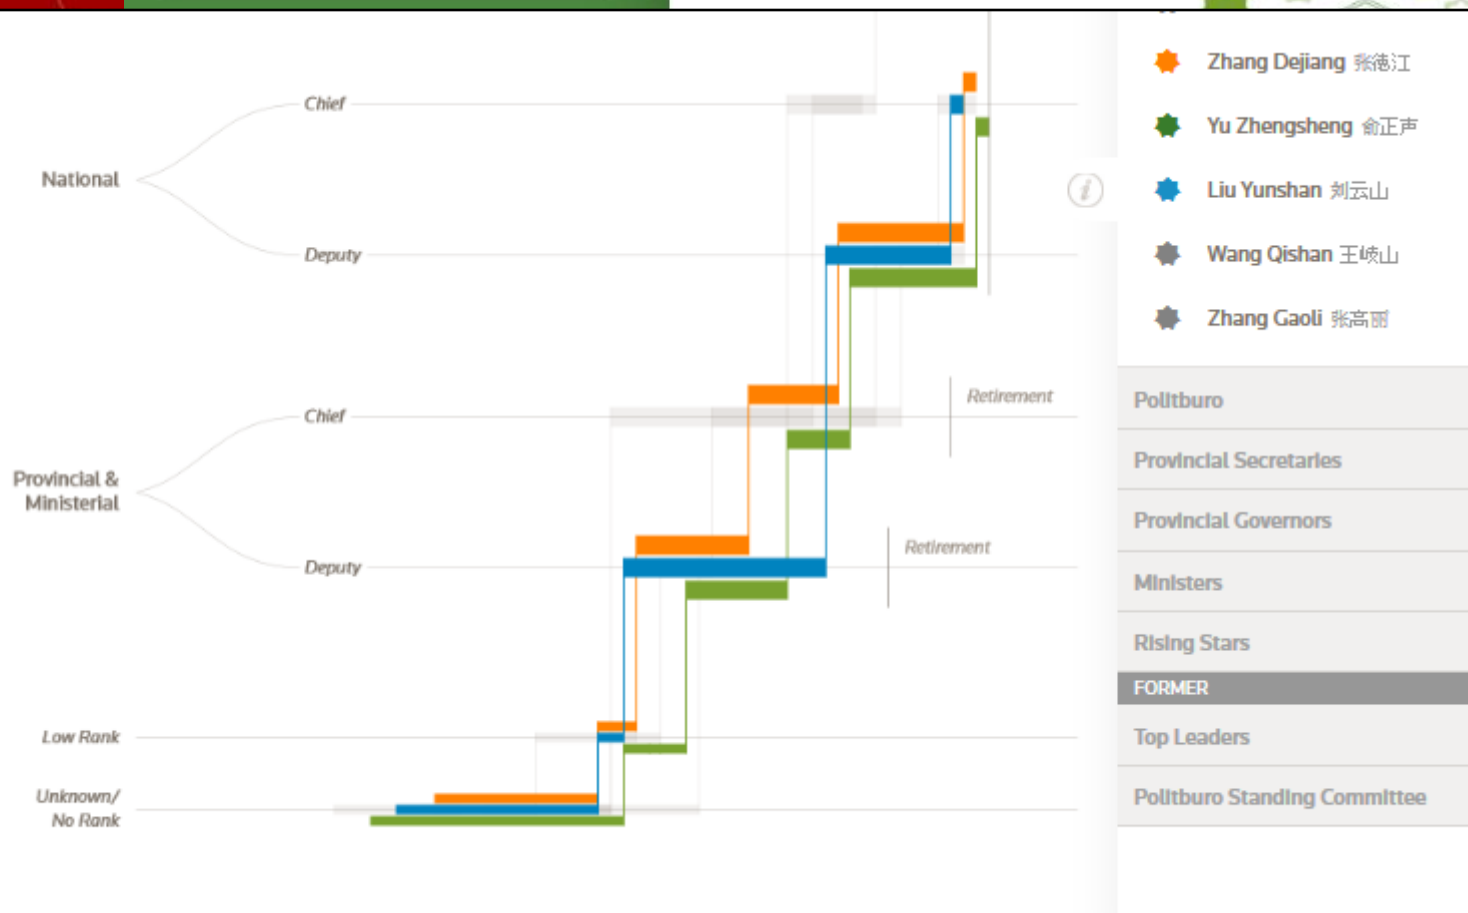 Chief
National
Deputy
Chief
Retirement
Provincial &
Ministerial
Retirement
Deputy
Low Rank
Unknown/
No Rank
i
Zhang Dejiang 张德江
Yu Zhengsheng 俞正声
Liu Yunshan 刘云山
Wang Qishan 王岐山
Zhang Gaoli 张高丽
Politburo
Provincial Secretaries
Provincial Governors
Ministers
Rising Stars
FORMER
Top Leaders
Politburo Standing Committee